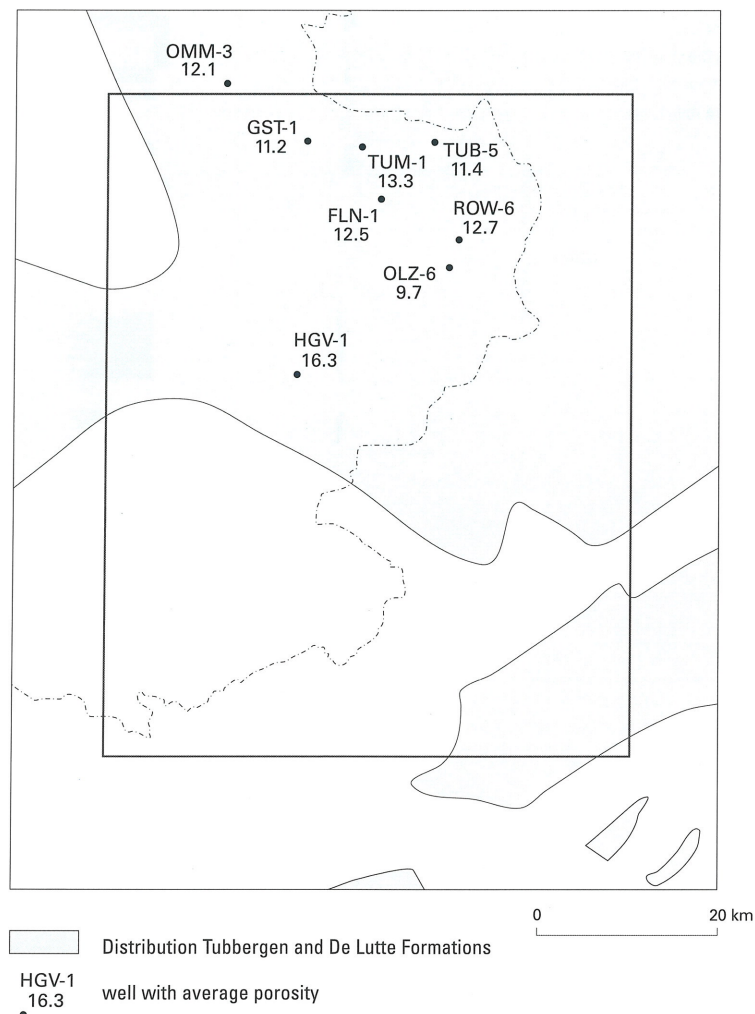 OMM-3
12.1
GST-1
11.2
TUM-1
13.3
TUB-5
11.4
FLN-1
12.5
ROW-6
12.7
OLZ-6
9.7
HGV-1
16.3
0 20 km
Distribution Tubbergen and De Lutte Formations
HGV-1
16.3
well with average porosity